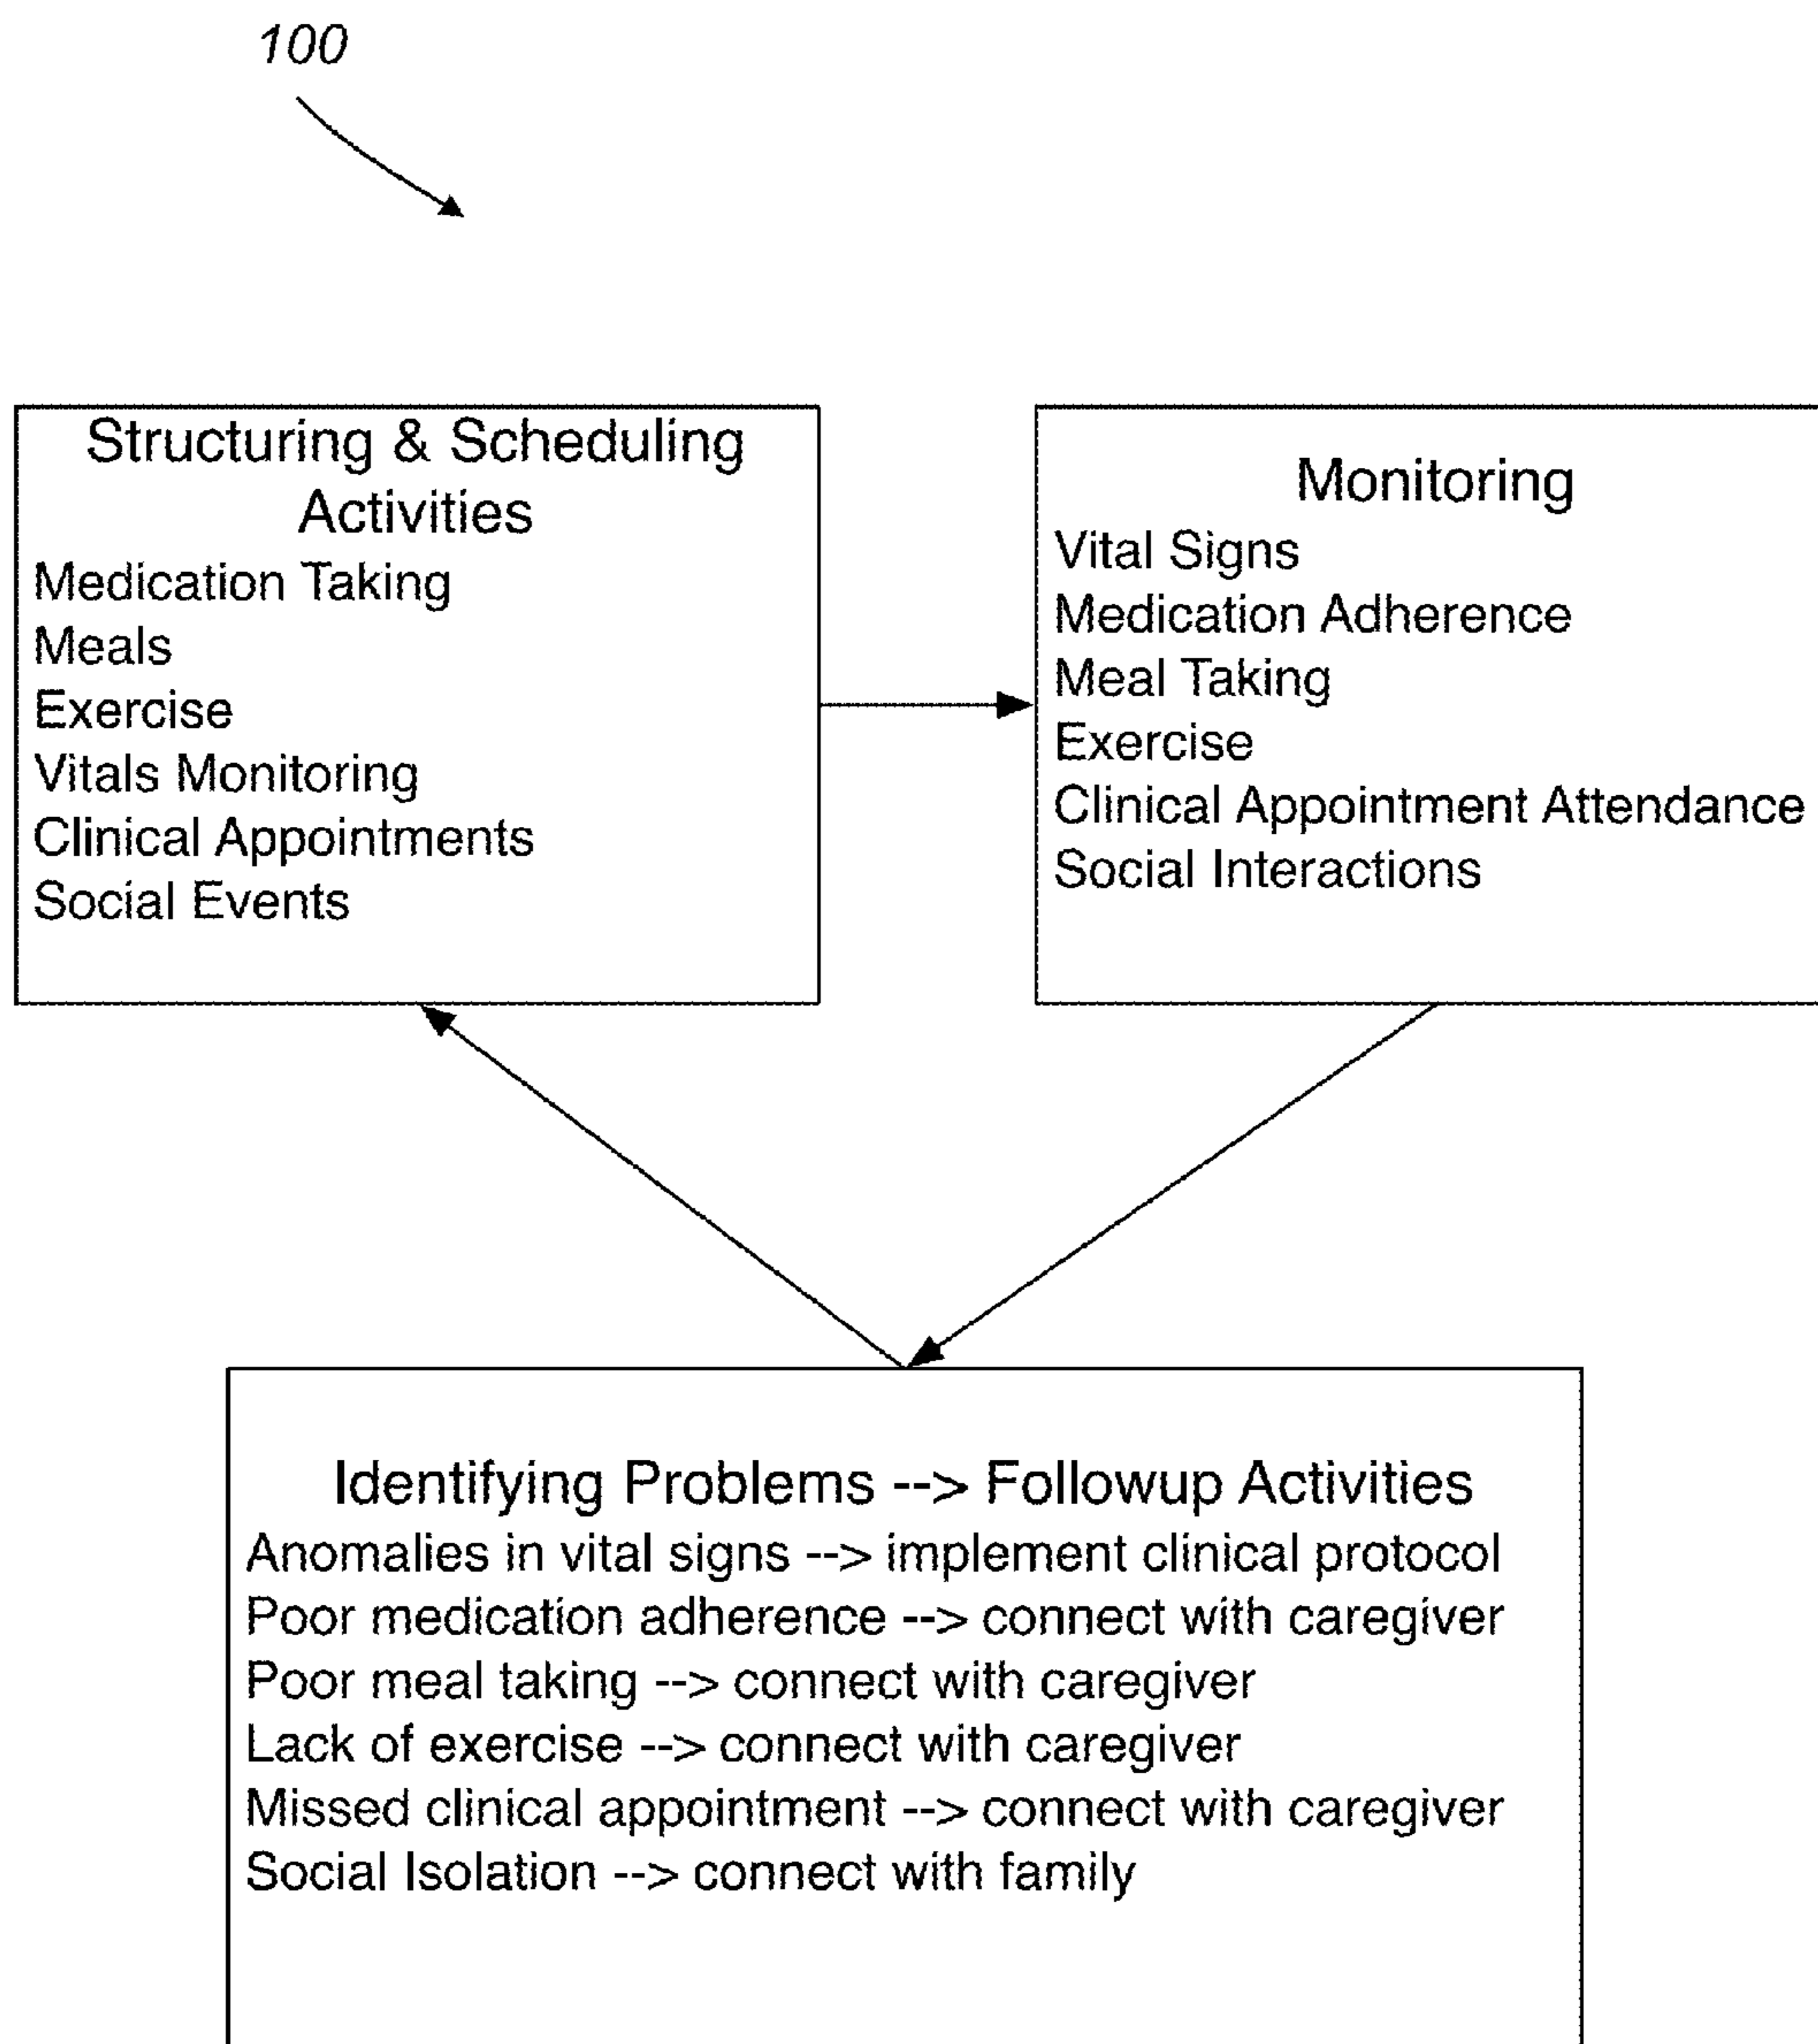 100
Structuring & Scheduling
Activities
Medication Taking
Meals
Exercise
Vitals Monitoring
Clinical Appointments
Social Events
Monitoring
Vital Signs
Medication Adherence
Meal Taking
Exercise
Clinical Appointment Attendance
Social Interactions
Identifying Problems --> Followup Activities
Anomalies in vital signs --> implement clinical protocol
Poor medication adherence --> connect with caregiver
Poor meal taking --> connect with caregiver
Lack of exercise --> connect with caregiver
Missed clinical appointment --> connect with caregiver
Social Isolation --> connect with family